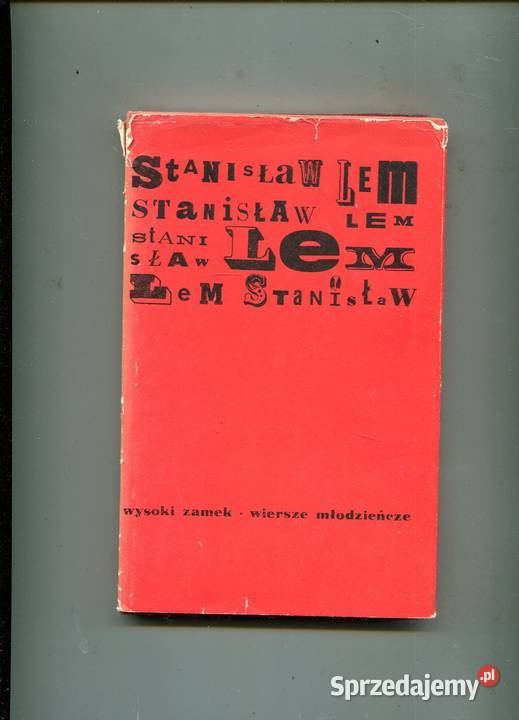 StaNIsŁaW LEM
STaNiSŁAW LEM
StANI
SŁAw LeM
LeM STaNisŁaW
wysoki zamek · wiersze młodzieńcze
Sprzedajemy.pl